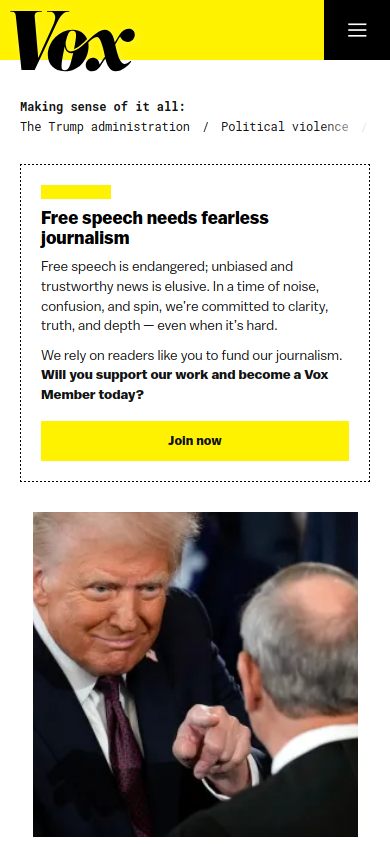 Vox
Making sense of it all:
The Trump administration / Political violence /
Free speech needs fearless
journalism
Free speech is endangered; unbiased and
trustworthy news is elusive. In a time of noise,
confusion, and spin, we're committed to clarity,
truth, and depth — even when it's hard.
We rely on readers like you to fund our journalism.
Will you support our work and become a Vox
Member today?
Join now